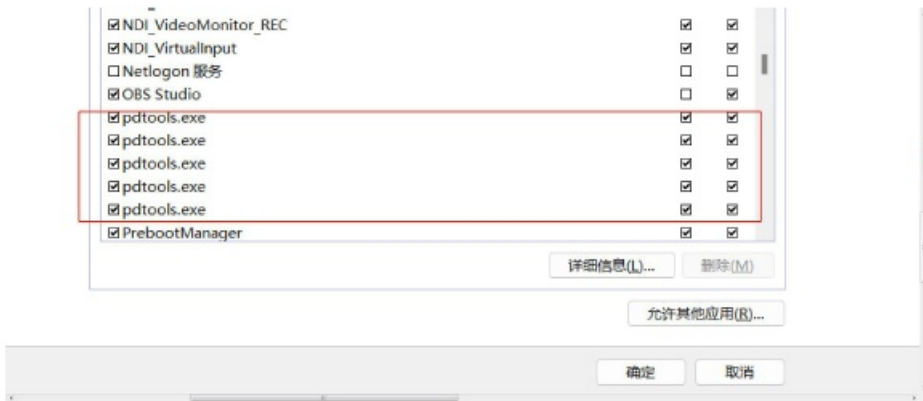 NDI_VideoMonitor_REC
NDI_VirtualInput
Netlogon 服务
OBS Studio
pdtools.exe
pdtools.exe
pdtools.exe
pdtools.exe
pdtools.exe
PrebootManager
详细信息(L)... 删除(M)
允许其他应用(R)...
确定 取消